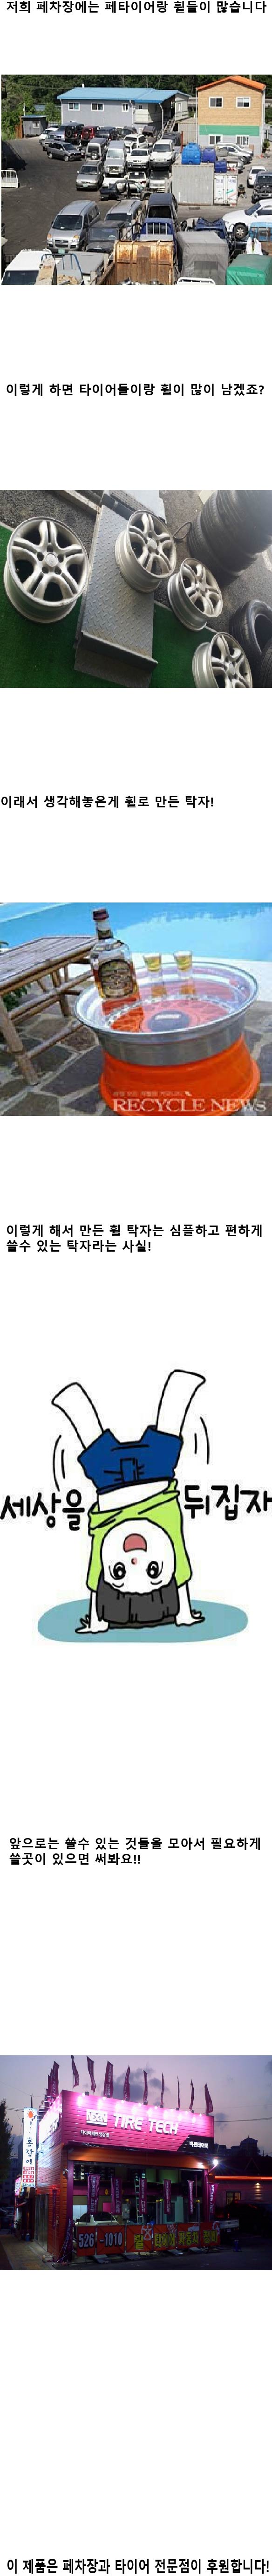 저희 폐차장에는 페타이어랑 휠들이 많습니다
이렇게 하면 타이어들이랑 휠이 많이 남겠죠?
이래서 생각해놓은게 휠로 만든 탁자!
RECYCLE NEWS
이렇게 해서 만든 휠 탁자는 심플하고 편하게
쓸수 있는 탁자라는 사실!
세상을 뒤집자
앞으로는 쓸수 있는 것들을 모아서 필요하게
쓸곳이 있으면 써봐요!!
TIRE TECH
526-1010
이 제품은 폐차장과 타이어 전문점이 후원합니다!